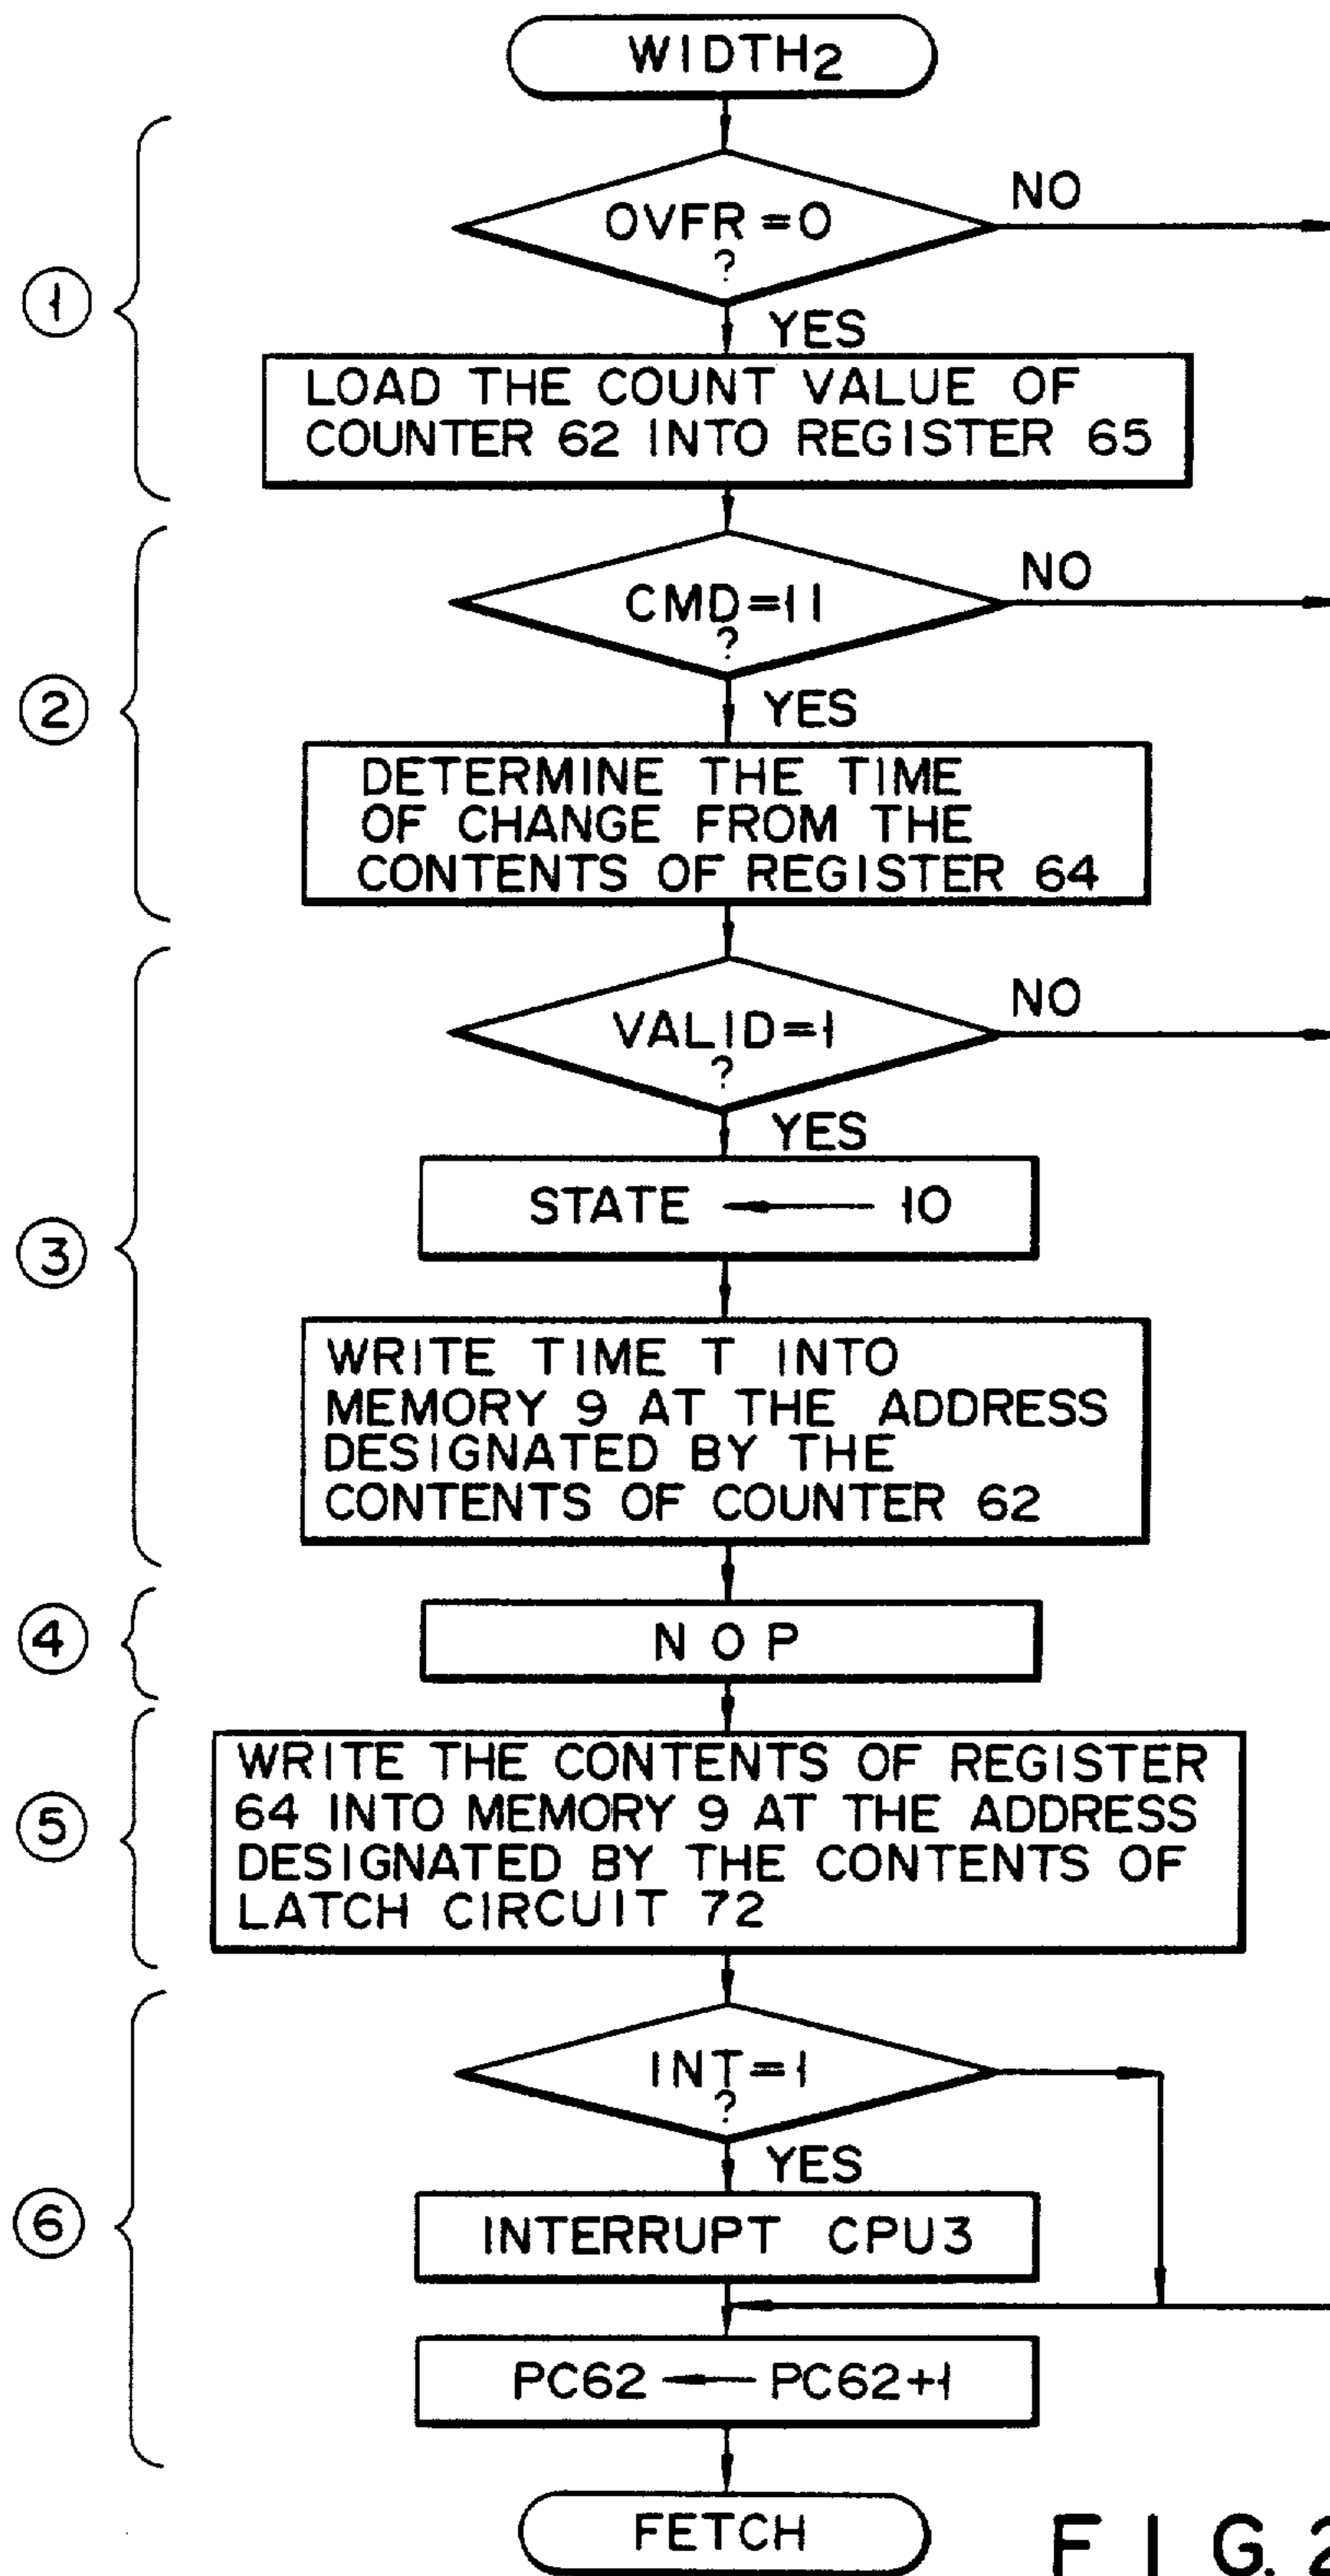 WIDTH2
OVFR=0
?
NO
YES
1
LOAD THE COUNT VALUE OF
COUNTER 62 INTO REGISTER 65
CMD=11
?
NO
YES
2
DETERMINE THE TIME
OF CHANGE FROM THE
CONTENTS OF REGISTER 64
VALID=1
?
NO
YES
STATE ← 10
3
WRITE TIME T INTO
MEMORY 9 AT THE ADDRESS
DESIGNATED BY THE
CONTENTS OF COUNTER 62
4
NOP
WRITE THE CONTENTS OF REGISTER
64 INTO MEMORY 9 AT THE ADDRESS
5
DESIGNATED BY THE CONTENTS OF
LATCH CIRCUIT 72
INT=1
?
YES
6
INTERRUPT CPU3
PC62 ← PC62+1
FETCH
FIG. 2